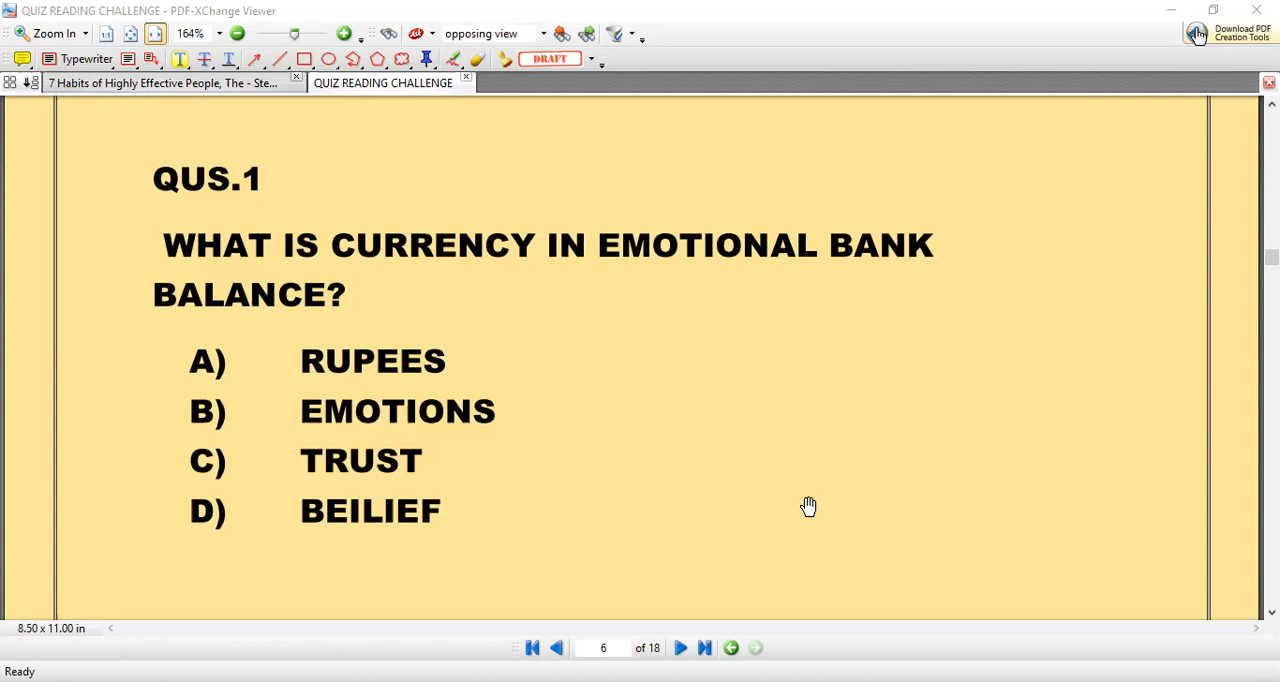 QUIZ READING CHALLENGE - PDF-XChange Viewer
Zoom In 164% opposing view Download PDF
Creation Tools
Typewriter T T T DRAFT
7 Habits of Highly Effective People, The - Ste... QUIZ READING CHALLENGE
QUS.1
WHAT IS CURRENCY IN EMOTIONAL BANK
BALANCE?
A) RUPEES
B) EMOTIONS
C) TRUST
D) BEILIEF
8.50 x 11.00 in
6 of 18
Ready